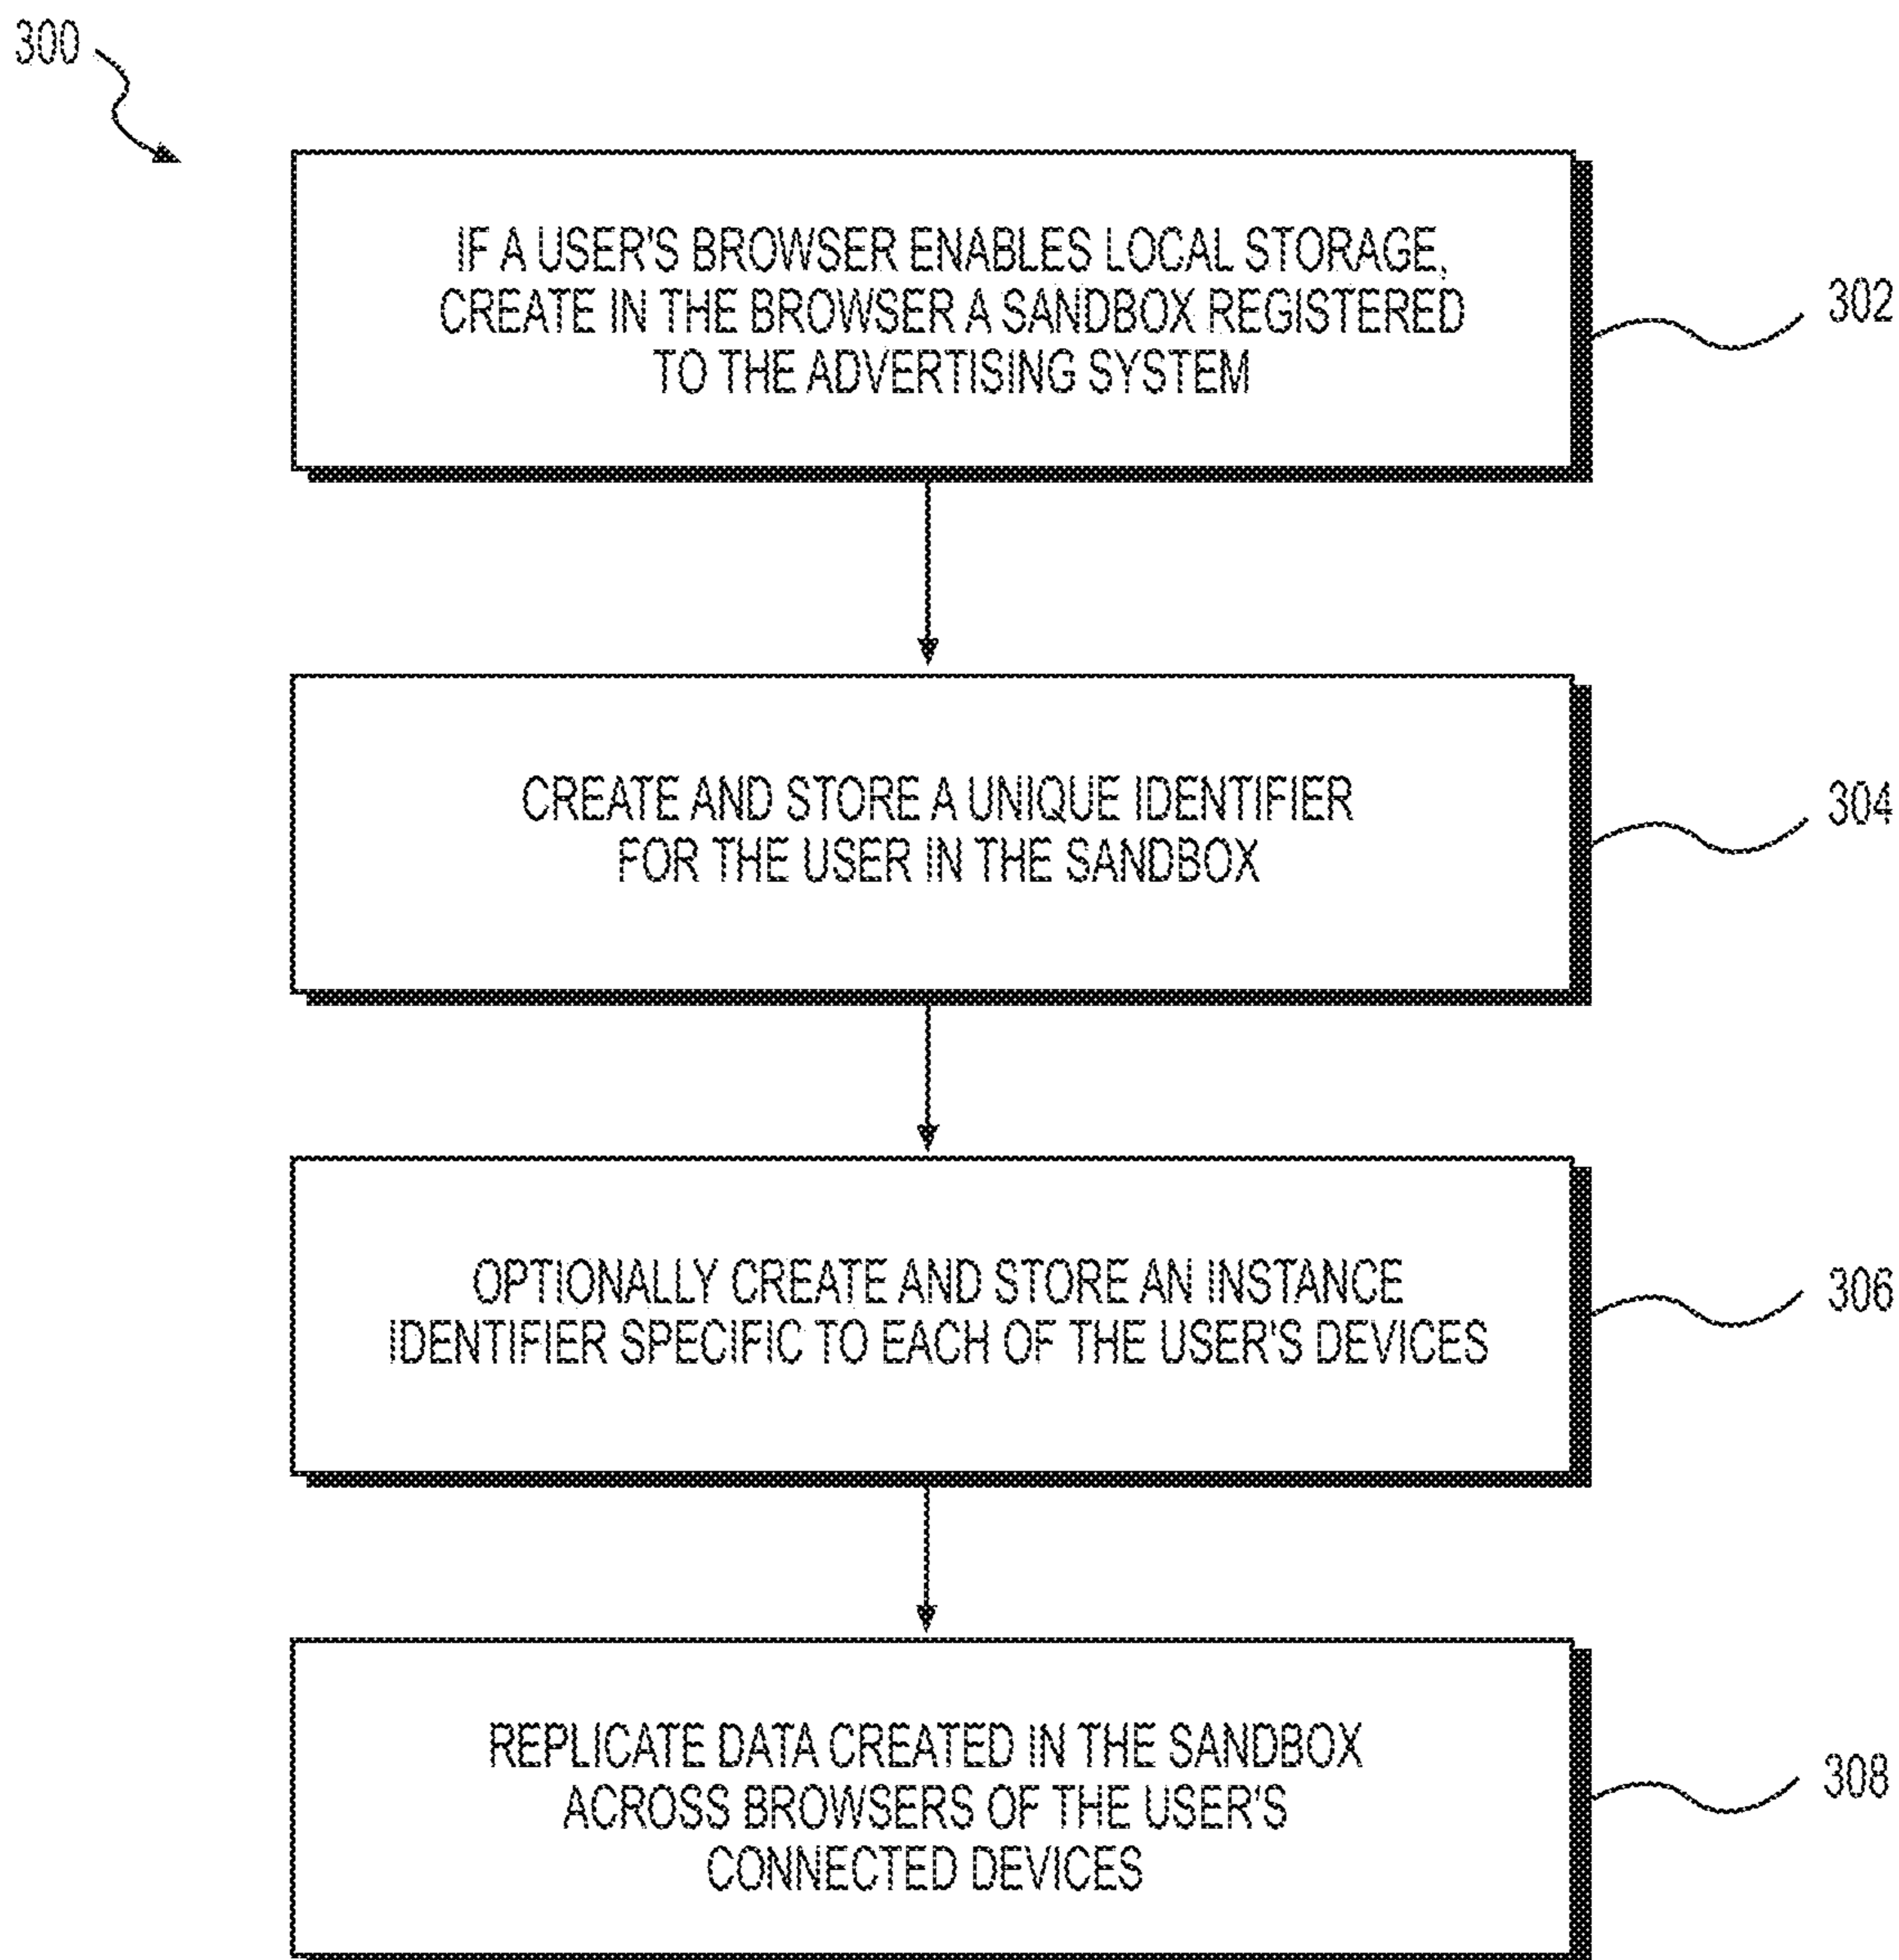 300
IF A USER'S BROWSER ENABLES LOCAL STORAGE,
CREATE IN THE BROWSER A SANDBOX REGISTERED
TO THE ADVERTISING SYSTEM
302
CREATE AND STORE A UNIQUE IDENTIFIER
FOR THE USER IN THE SANDBOX
304
OPTIONALLY CREATE AND STORE AN INSTANCE
IDENTIFIER SPECIFIC TO EACH OF THE USER'S DEVICES
306
REPLICATE DATA CREATED IN THE SANDBOX
ACROSS BROWSERS OF THE USER'S
CONNECTED DEVICES
308